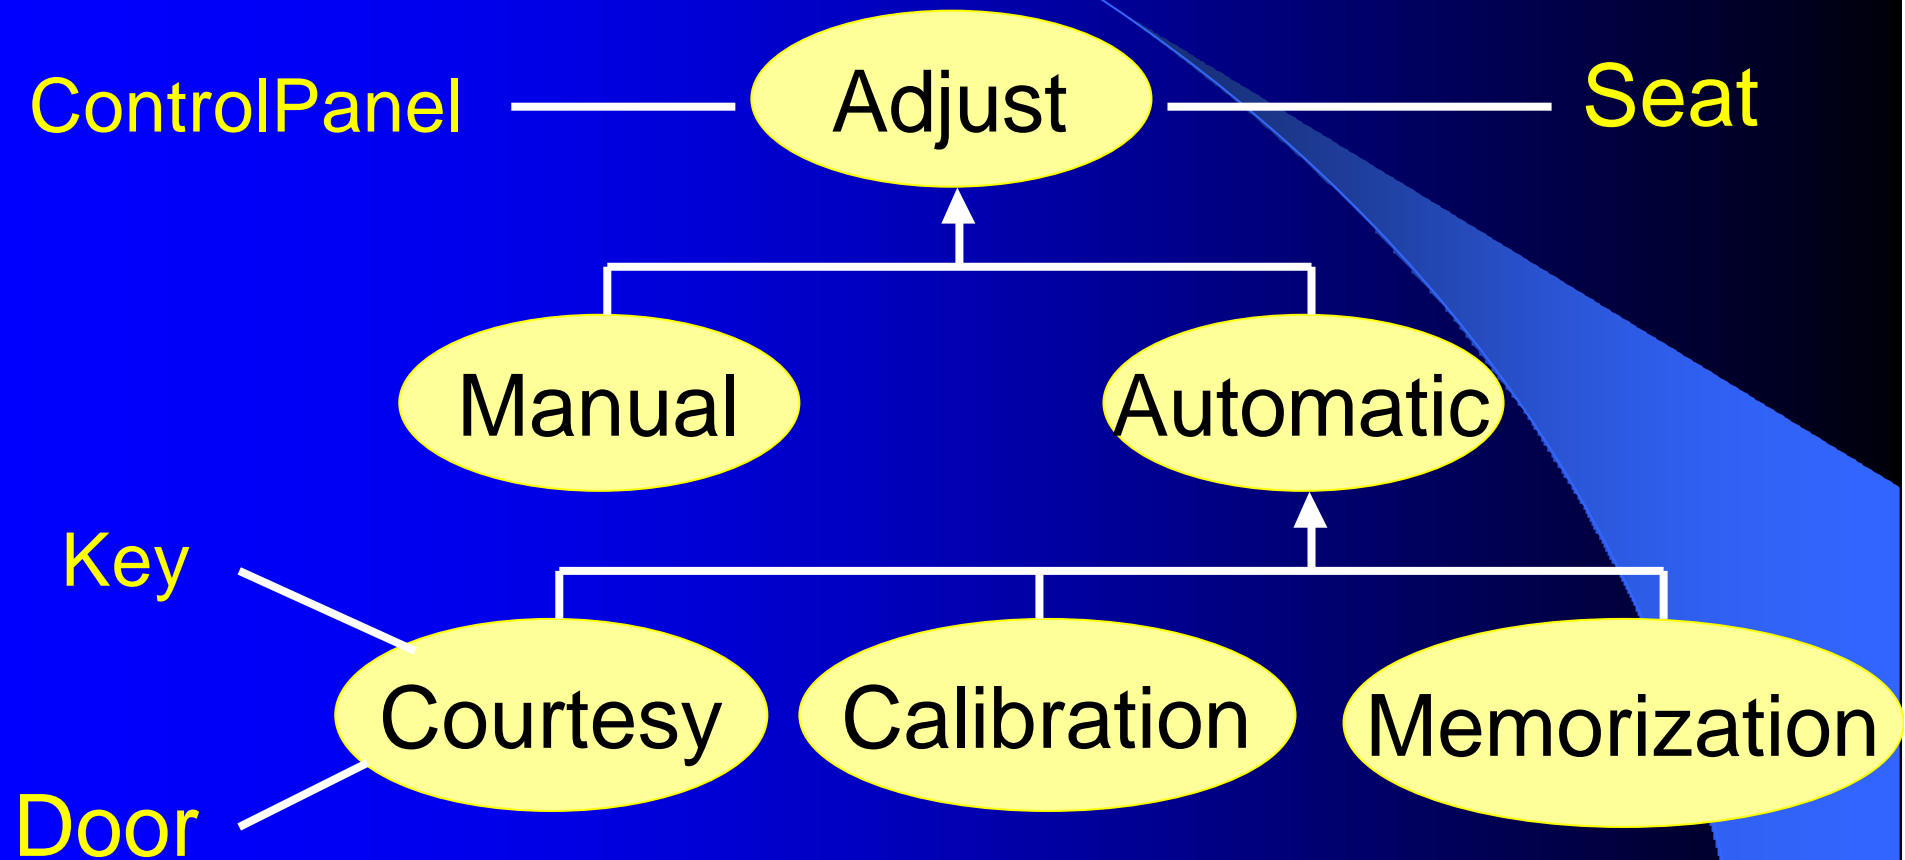 ControlPanel
Adjust
Seat
Manual
Automatic
Key
Courtesy
Calibration
Memorization
Door